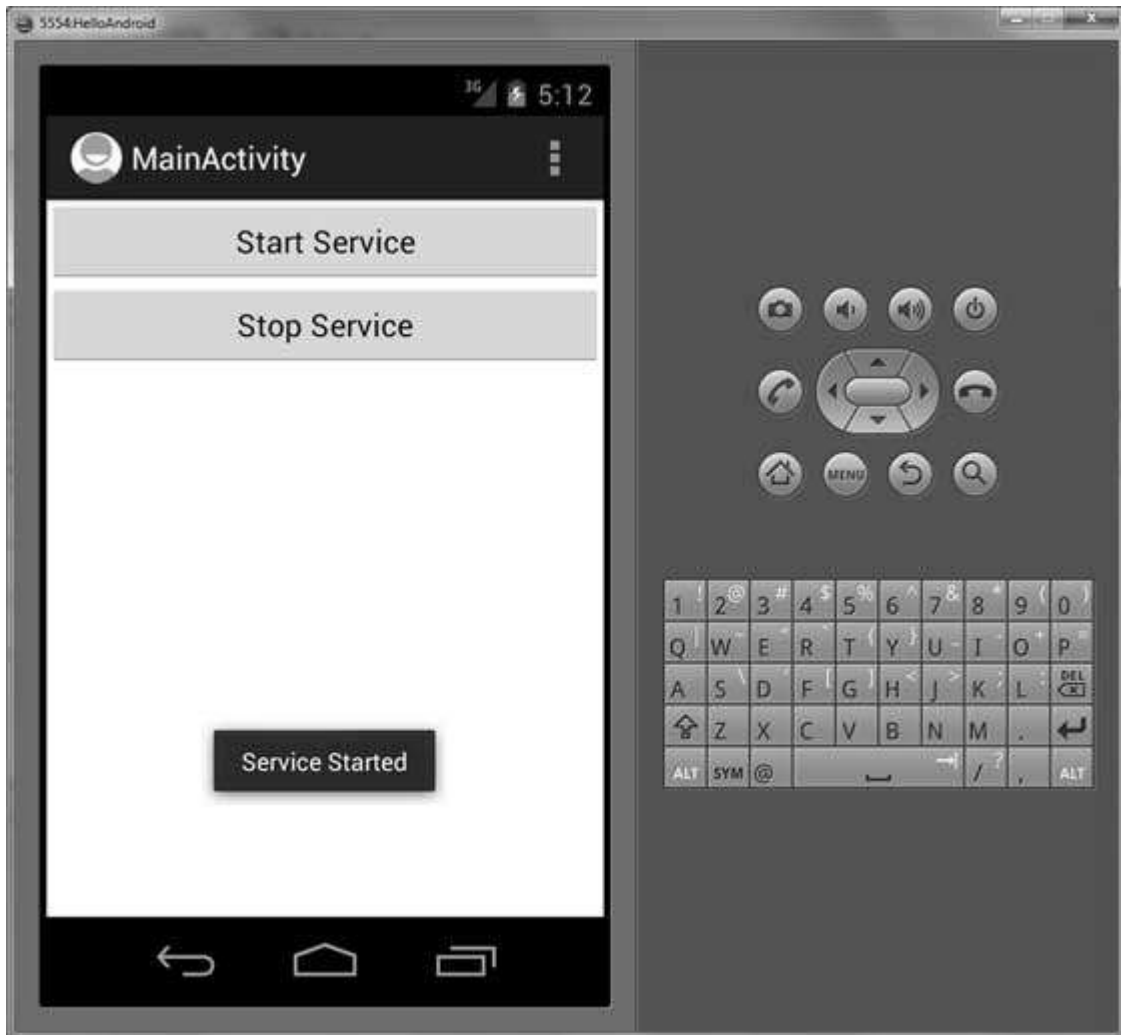 5554:HelloAndroid
3G 5:12
MainActivity
Start Service
Stop Service
Service Started
MENU
1 ! 2 @ 3 # 4 $ 5 % 6 ^ 7 & 8 * 9 ( 0 )
Q | W ~ E " R ` T { Y } U _ I - O + P =
A S \ D ' F [ G ] H < J > K ; L : DEL
Z X C V B N M .
ALT SYM @ / ? , ALT